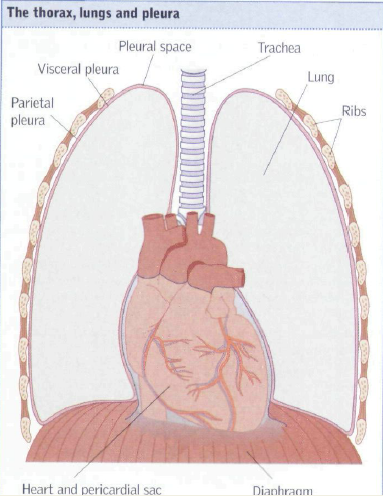 The thorax, lungs and pleura
Pleural space
Trachea
Visceral pleura
Lung
Parietal
pleura
Ribs
Heart and pericardial sac
Diaphragm